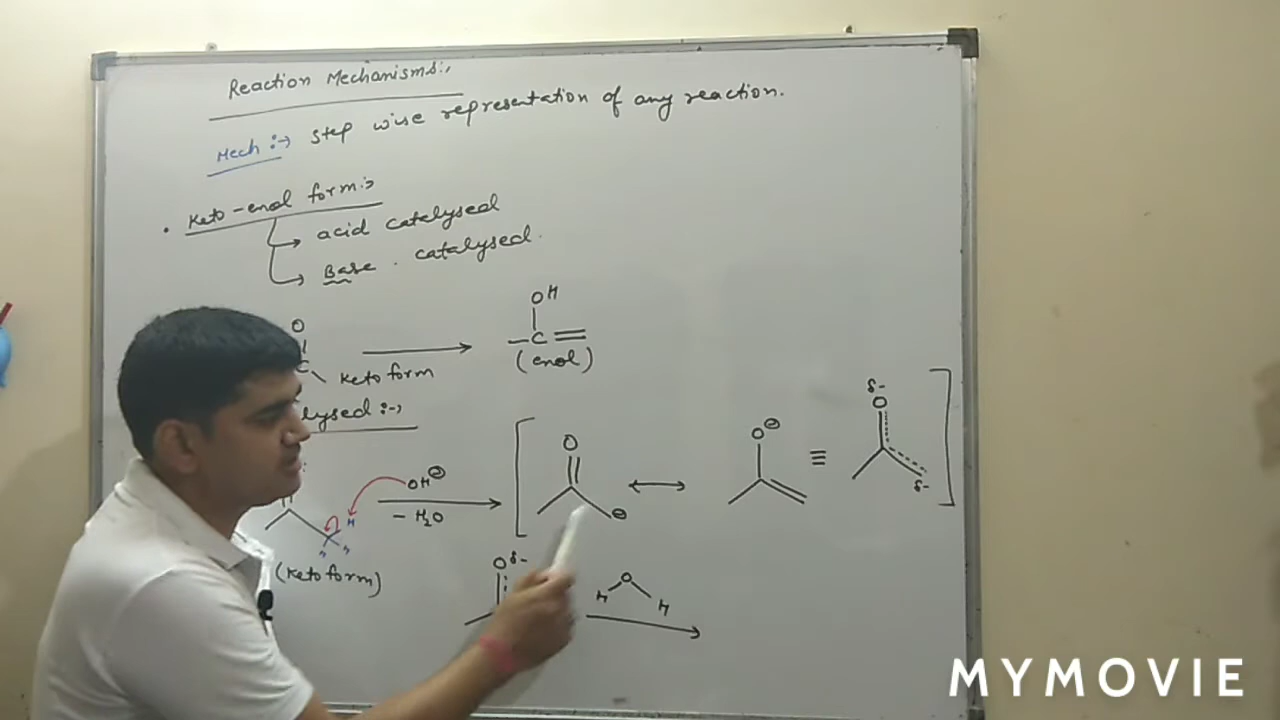 Reaction Mechanisms:,
Mech :→ Step wise representation of any reaction.
• Keto-enol form:→
→ acid catalysed
→ Base . catalysed.
O
C
Keto form
OH
-C=
(enol)
lysed :→
OH⊖
- H2O
H
H
H
(Keto form)
O
⊖
↔
O⊖
≡
δ-
O
δ-
O δ-
O
H
H
MYMOVIE